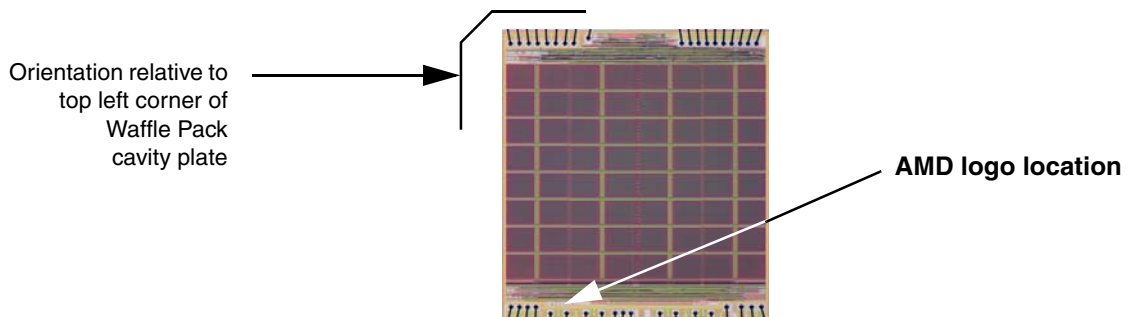 Orientation relative to
top left corner of
Waffle Pack
cavity plate
AMD logo location